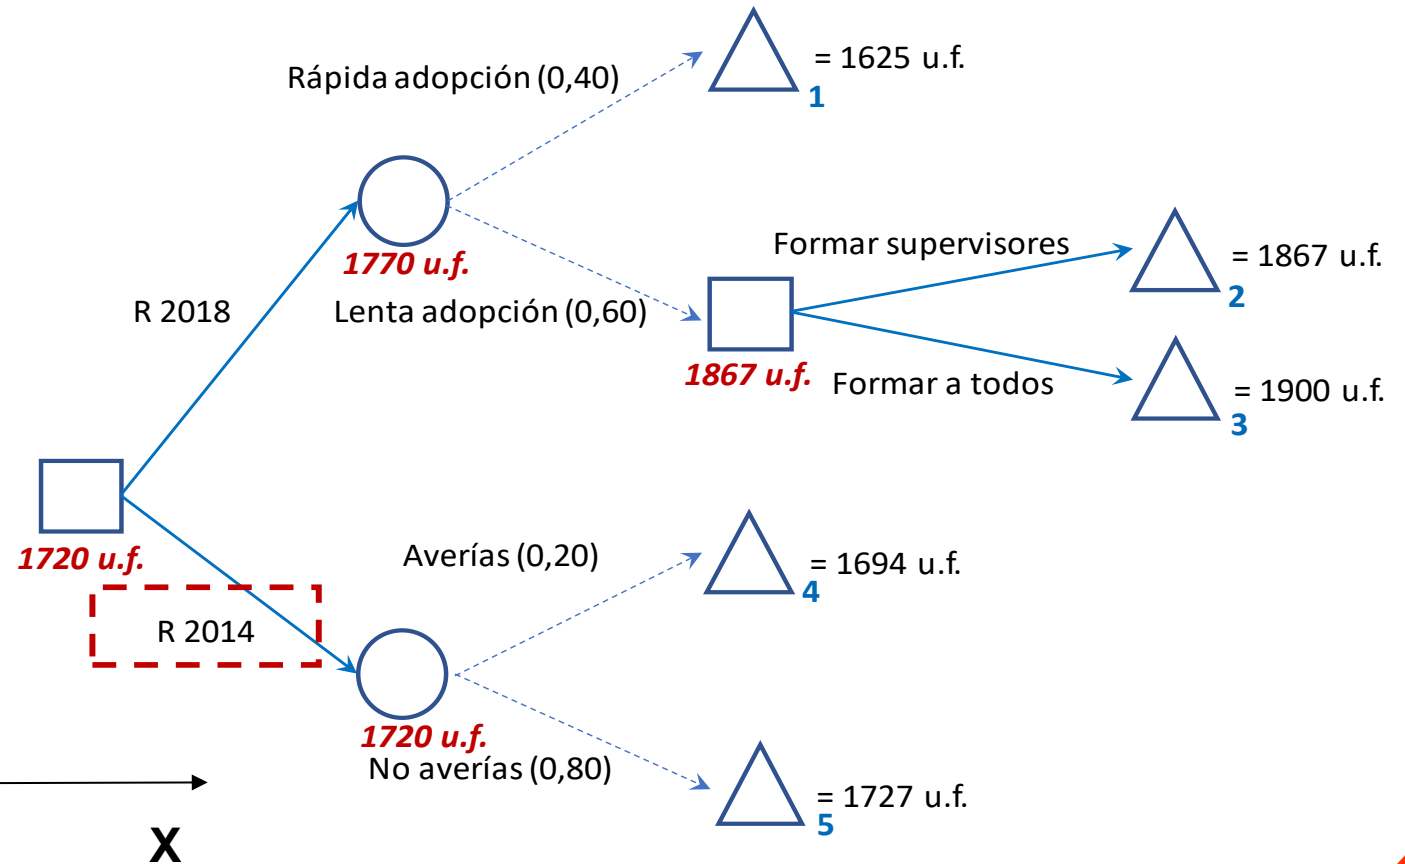 Rápida adopción (0,40)
= 1625 u.f.
1
1770 u.f.
R 2018
Lenta adopción (0,60)
Formar supervisores
= 1867 u.f.
2
1867 u.f.
Formar a todos
= 1900 u.f.
3
1720 u.f.
R 2014
Averías (0,20)
= 1694 u.f.
4
1720 u.f.
No averías (0,80)
= 1727 u.f.
5
X